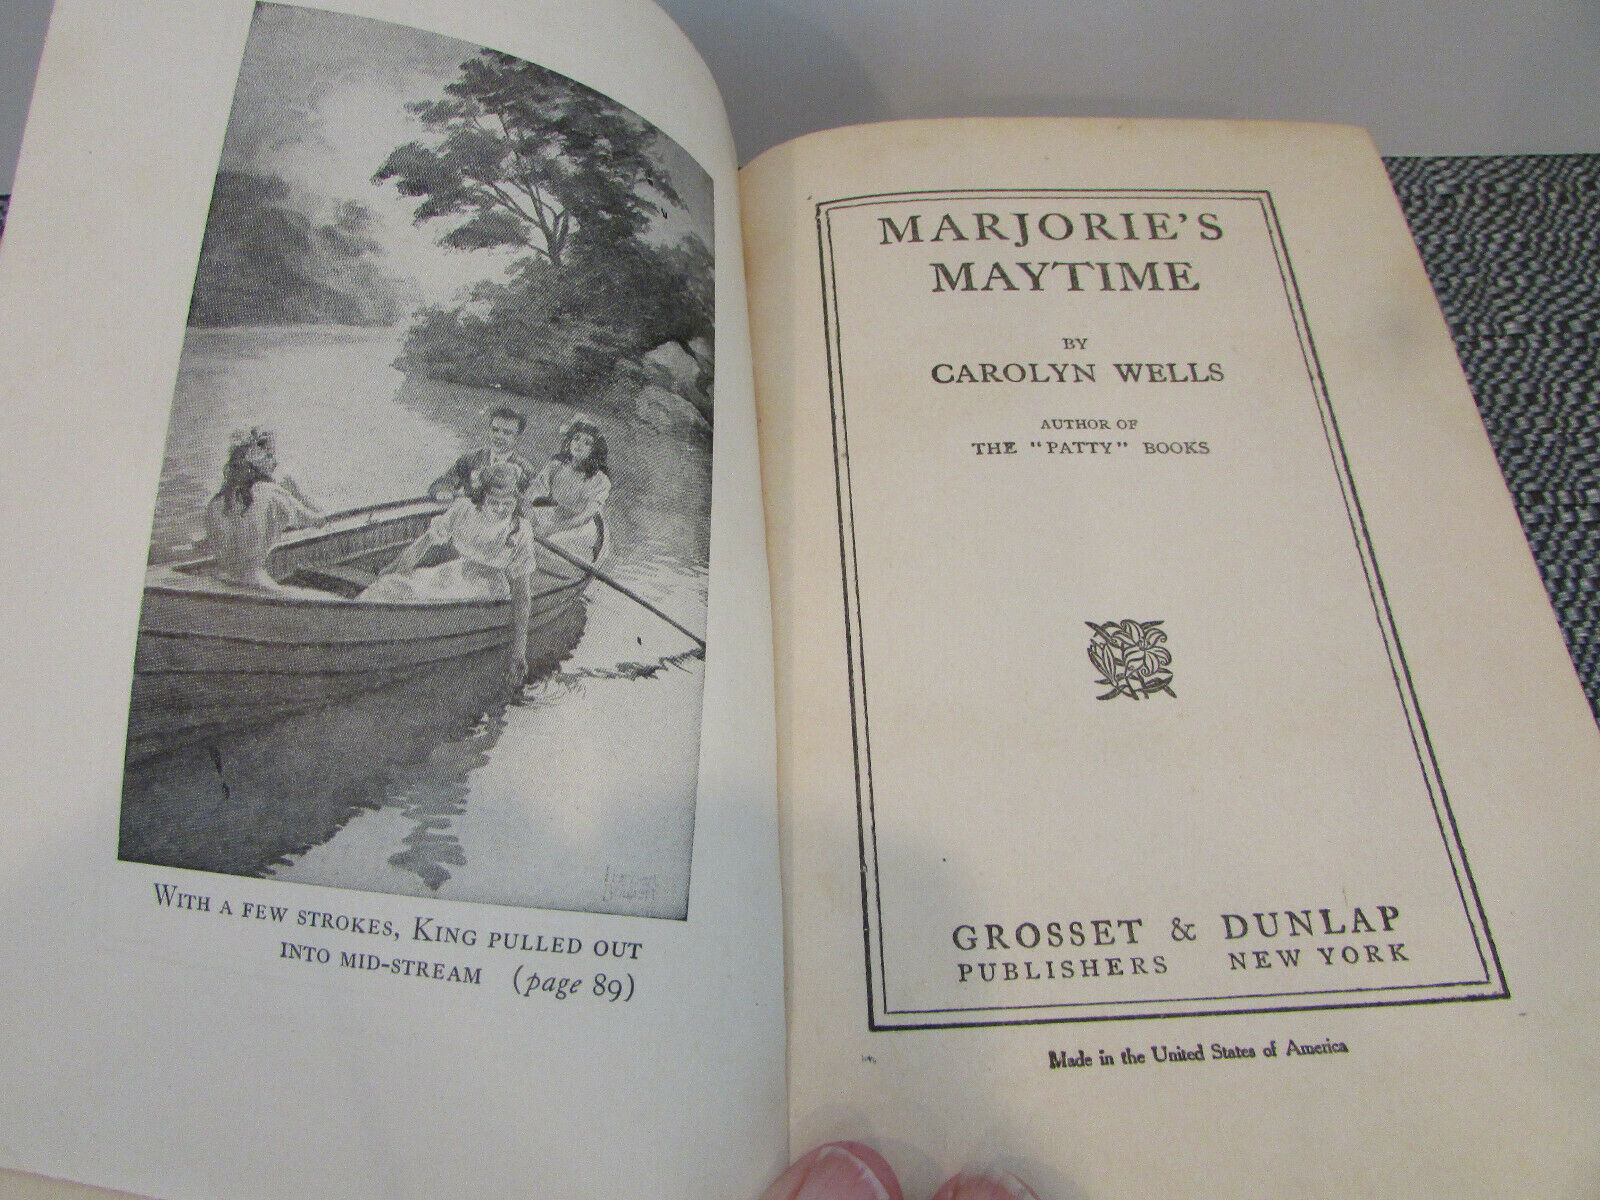 WITH A FEW STROKES, KING PULLED OUT
INTO MID-STREAM (page 89)
MARJORIE'S
MAYTIME
BY
CAROLYN WELLS
AUTHOR OF
THE "PATTY" BOOKS
GROSSET & DUNLAP
PUBLISHERS NEW YORK
Made in the United States of America